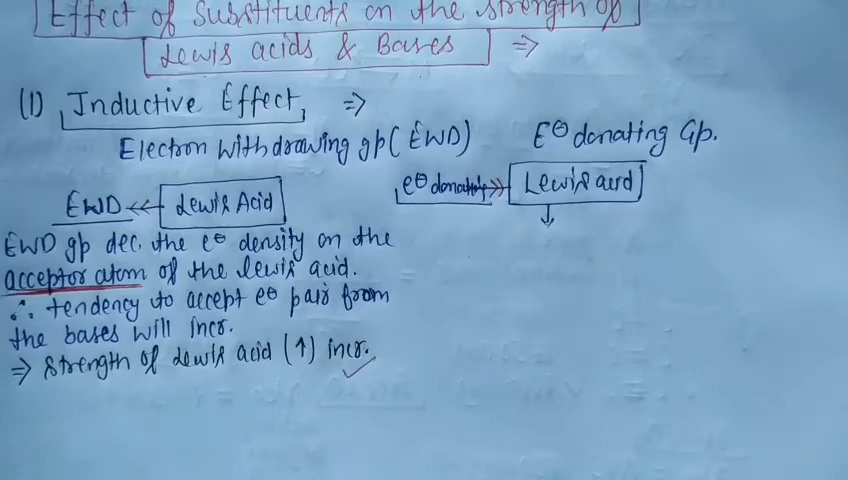 Effect of Substituents on the strength of
Lewis acids & Bases ⇒
(1) Inductive Effect, ⇒
Electron withdrawing gp (EWD) E⊖ donating Gp.
EWD ↞ Lewis Acid
e⊖ donating ↠ Lewis acid
↓
EWD gp dec. the e⊖ density on the
acceptor atom of the lewis acid.
∴ tendency to accept e⊖ pair from
the bases will incr.
⇒ strength of Lewis acid (↑) incr.